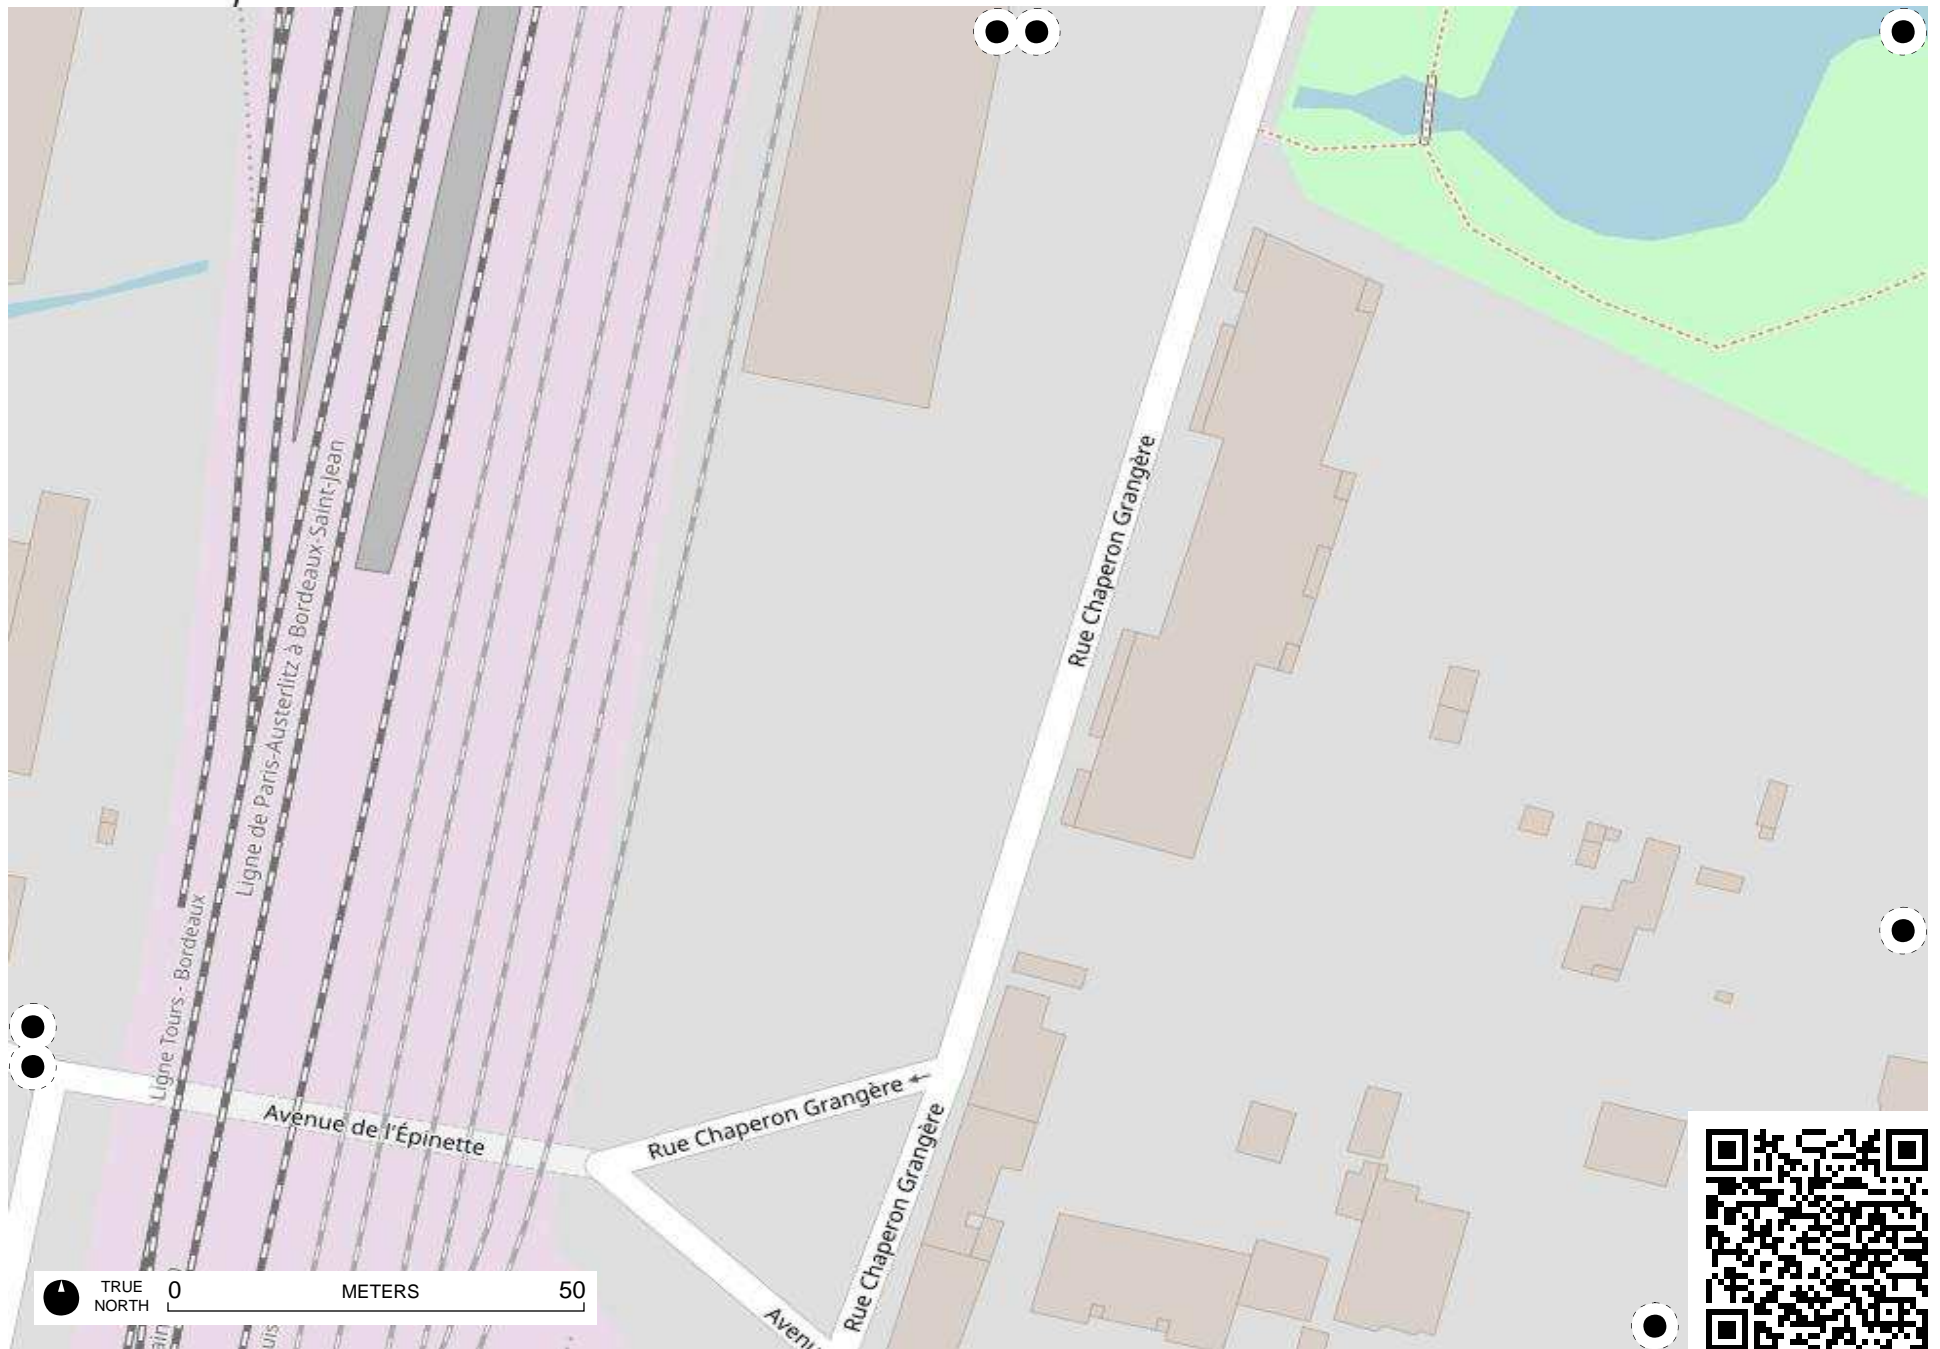 Ligne de Paris-Austerlitz à Bordeaux-Saint-Jean
Rue Chaperon Grangère
Ligne Tours - Bordeaux
Avenue de l'Épinette
Rue Chaperon Grangère
Rue Chaperon Grangère
TRUE
NORTH
0 METERS 50